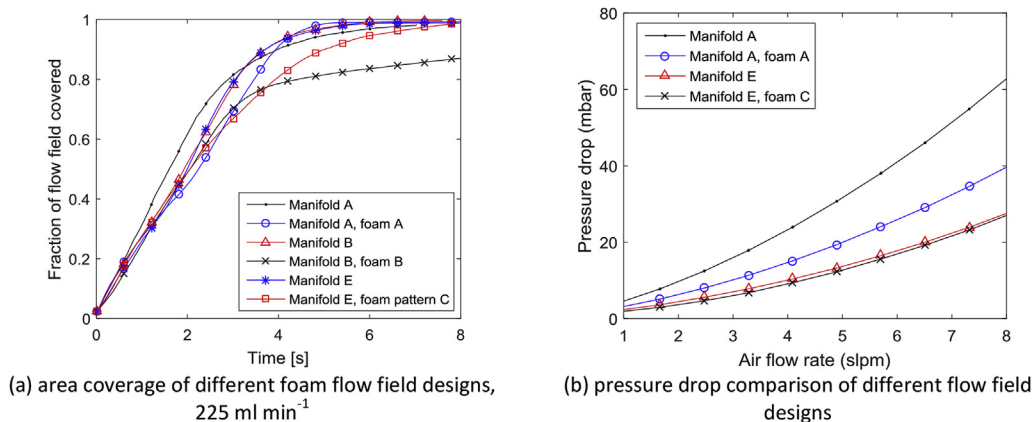 Fraction of flow field covered
1
0.8
0.6
0.4
0.2
0
0 2 4 6 8
Time [s]
Manifold A
Manifold A, foam A
Manifold B
Manifold B, foam B
Manifold E
Manifold E, foam pattern C
(a) area coverage of different foam flow field designs,
225 ml min⁻¹
Pressure drop (mbar)
80
60
40
20
0
1 2 3 4 5 6 7 8
Air flow rate (slpm)
Manifold A
Manifold A, foam A
Manifold E
Manifold E, foam C
(b) pressure drop comparison of different flow field
designs